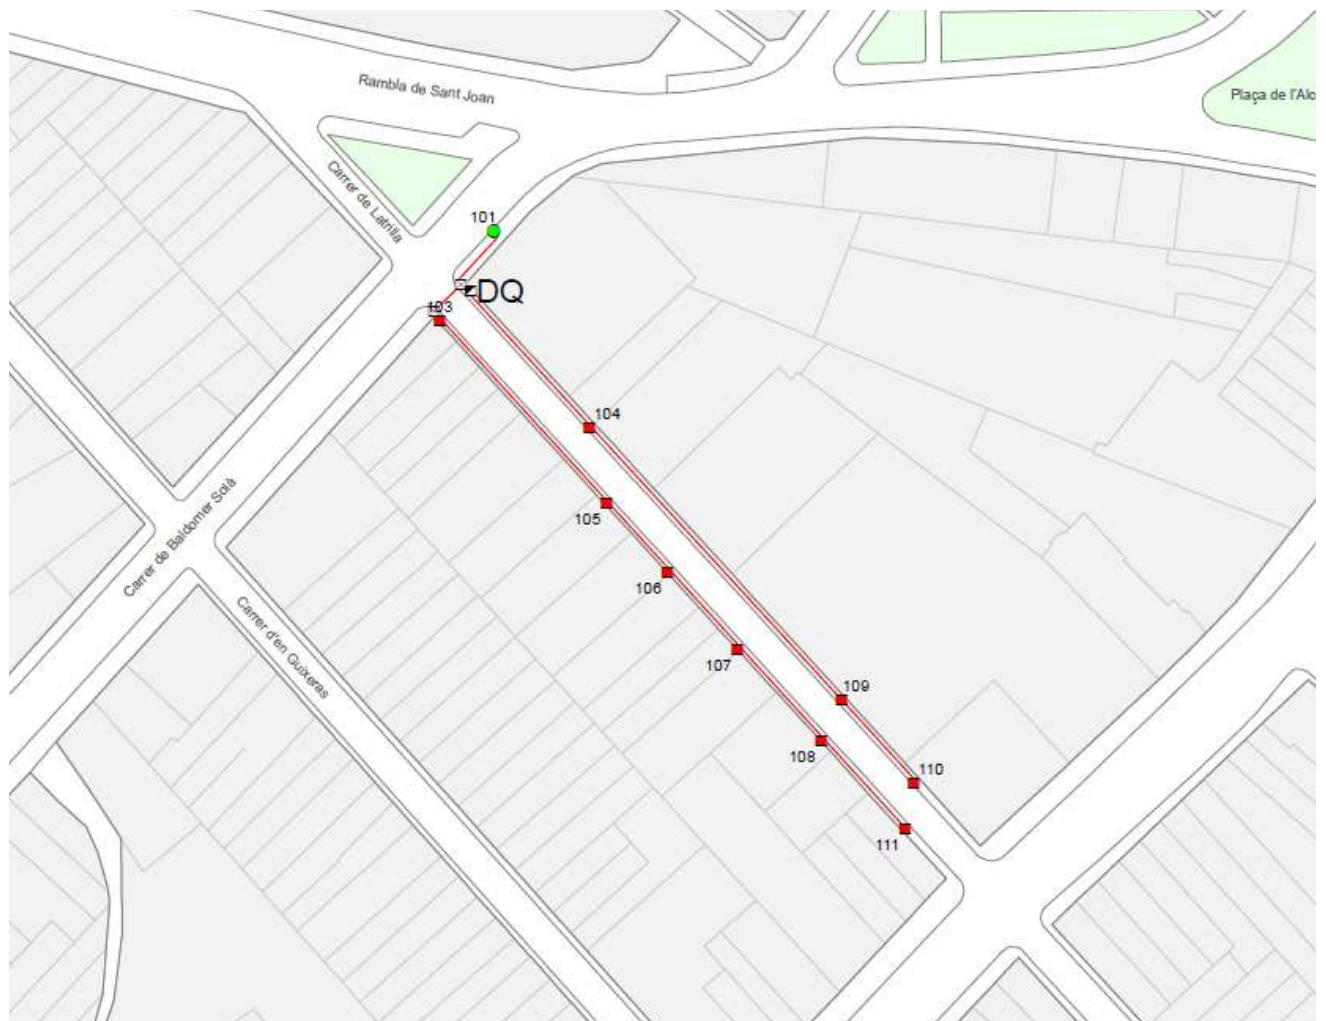 Rambla de Sant Joan
Plaça de l'Alo
Carrer de Latrilla
101
DQ
103
104
105
Carrer de Baldomer Solà
106
Carrer d'en Guixeras
107
109
108
110
111